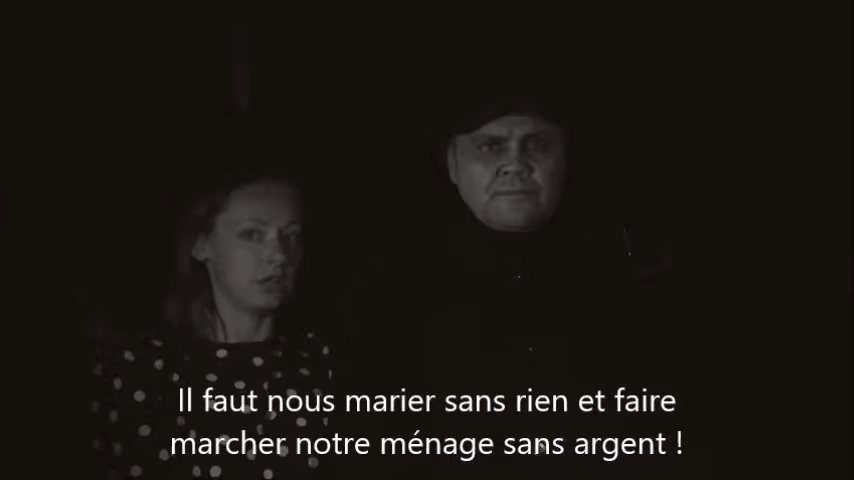 Il faut nous marier sans rien et faire
marcher notre ménage sans argent !